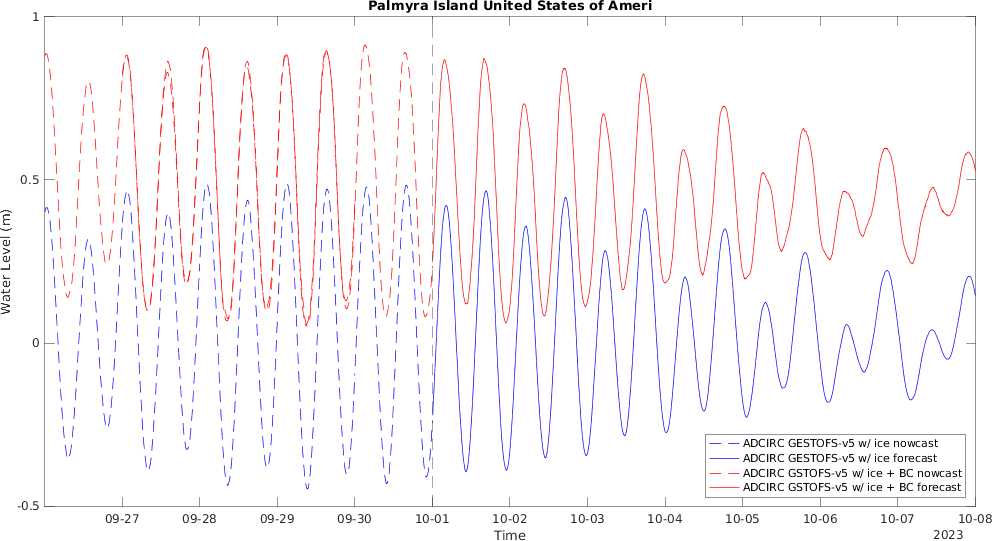 Palmyra Island United States of Ameri
1
0.5
0
-0.5
Water Level (m)
09-27 09-28 09-29 09-30 10-01 10-02 10-03 10-04 10-05 10-06 10-07 10-08
Time
2023
ADCIRC GESTOFS-v5 w/ ice nowcast
ADCIRC GESTOFS-v5 w/ ice forecast
ADCIRC GSTOFS-v5 w/ ice + BC nowcast
ADCIRC GSTOFS-v5 w/ ice + BC forecast